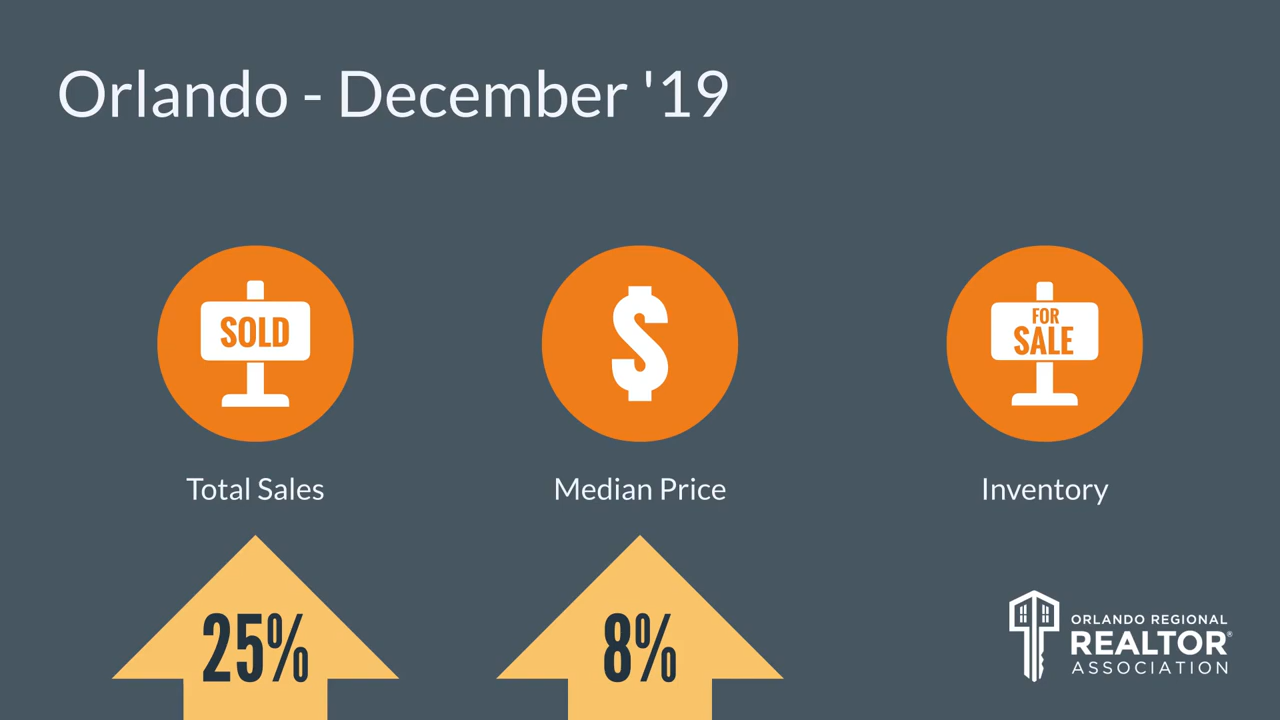 Orlando - December '19
SOLD
$
FOR
SALE
Total Sales
Median Price
Inventory
25%
8%
ORLANDO REGIONAL
REALTOR®
ASSOCIATION